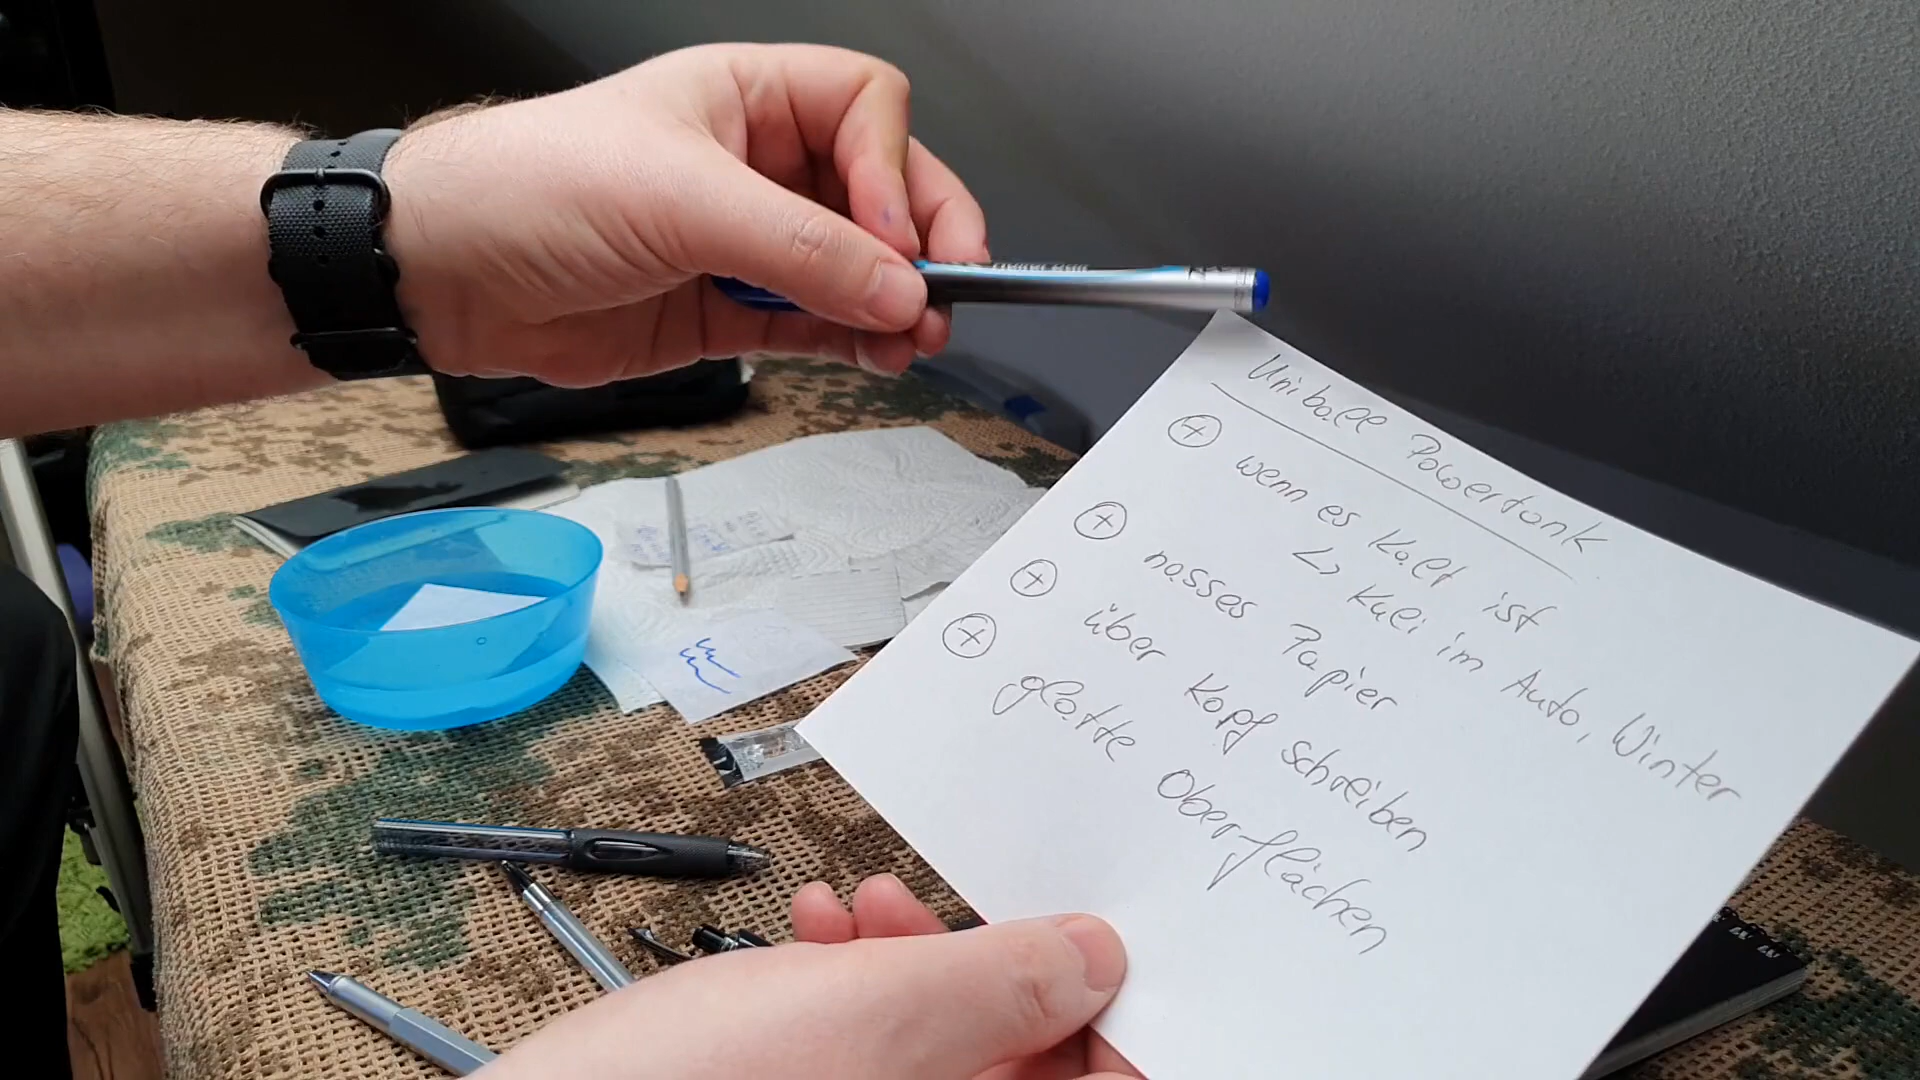 Uniball Powertank
⊕ wenn es kalt ist
↳ Kuli im Auto, Winter
⊕ nasses Papier
⊕ über Kopf schreiben
⊕ glatte Oberflächen